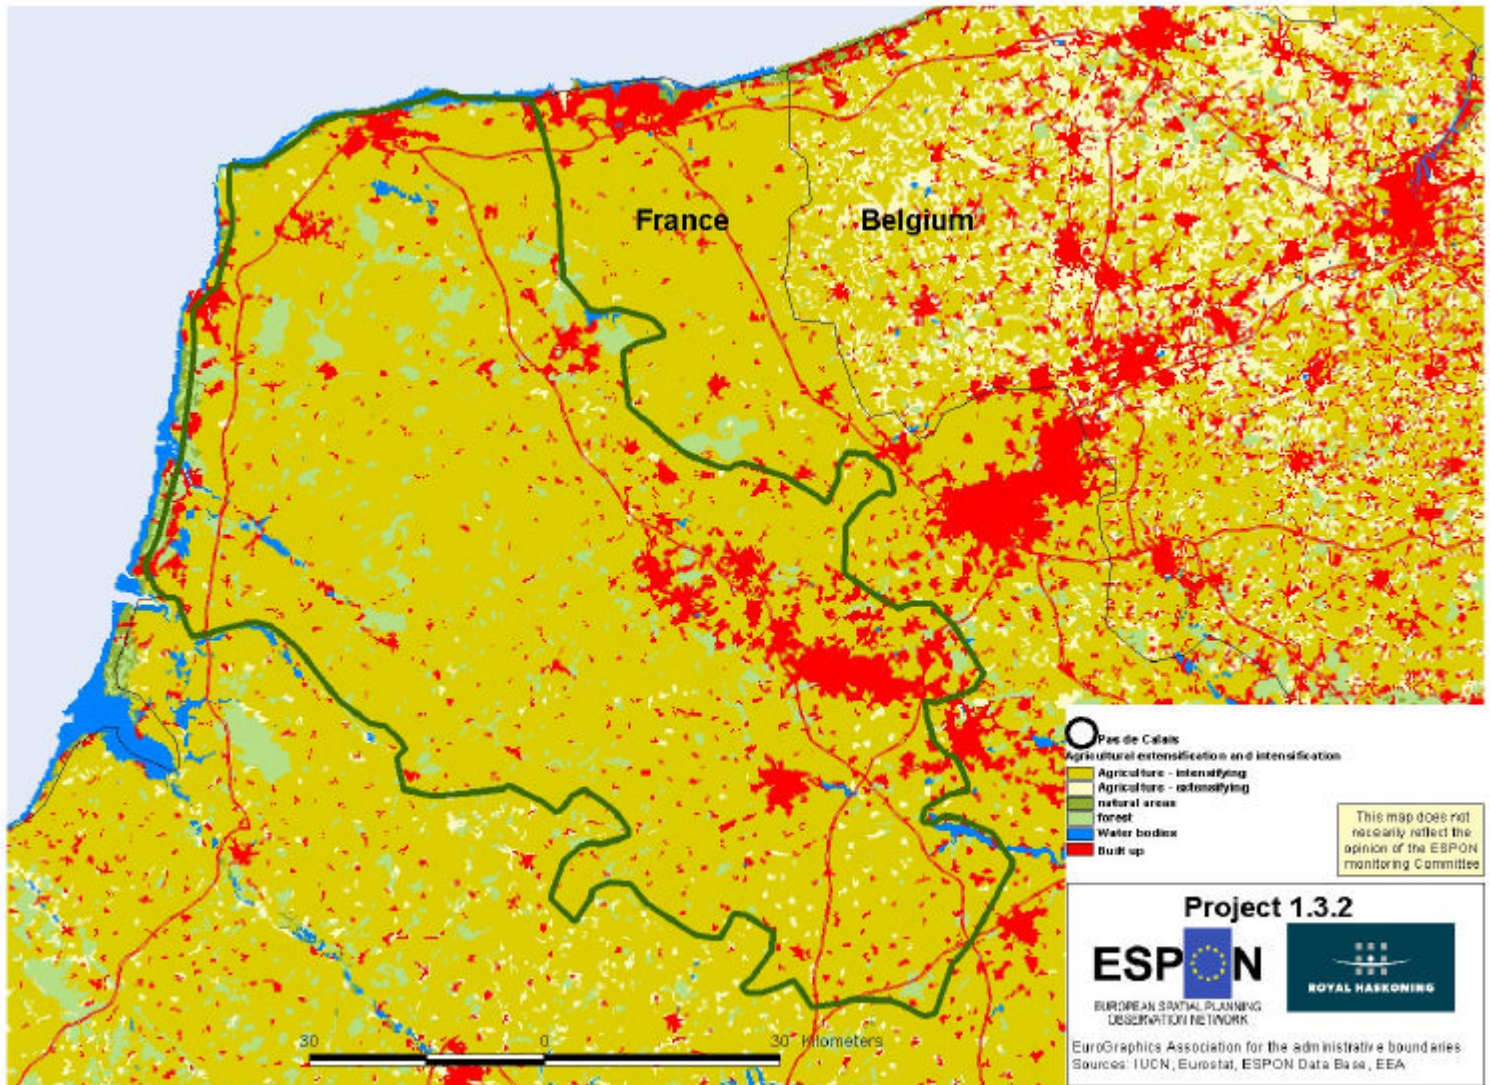 France
Belgium
Pas de Calais
Agricultural extensification and intensification
Agriculture - intensifying
Agriculture - extensifying
natural areas
forest
Water bodies
Built up
This map does not
necearily reflect the
opinion of the ESPON
monitoring Committee
Project 1.3.2
ESPON
EUROPEAN SPATIAL PLANNING
OBSERVATION NETWORK
ROYAL HASKONING
30 0 30 Kilometers
EuroGraphics Association for the administrative boundaries
Sources: IUCN, Eurostat, ESPON Data Base, EEA